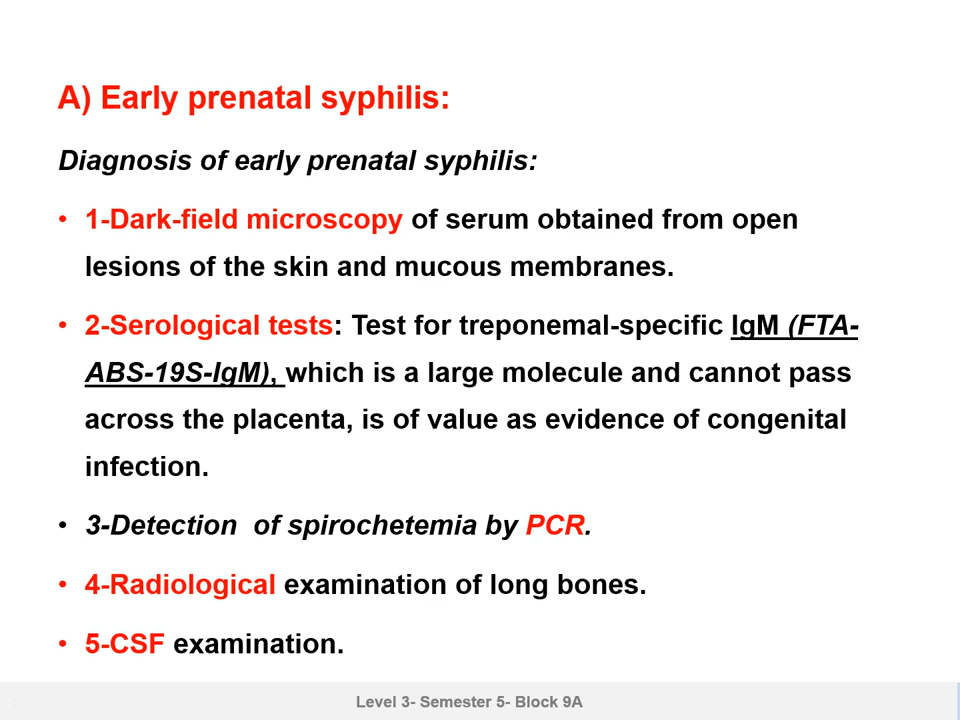 A) Early prenatal syphilis:
Diagnosis of early prenatal syphilis:
• 1-Dark-field microscopy of serum obtained from open
lesions of the skin and mucous membranes.
• 2-Serological tests: Test for treponemal-specific IgM (FTA-
ABS-19S-IgM), which is a large molecule and cannot pass
across the placenta, is of value as evidence of congenital
infection.
• 3-Detection  of spirochetemia by PCR.
• 4-Radiological examination of long bones.
• 5-CSF examination.
Level 3- Semester 5- Block 9A